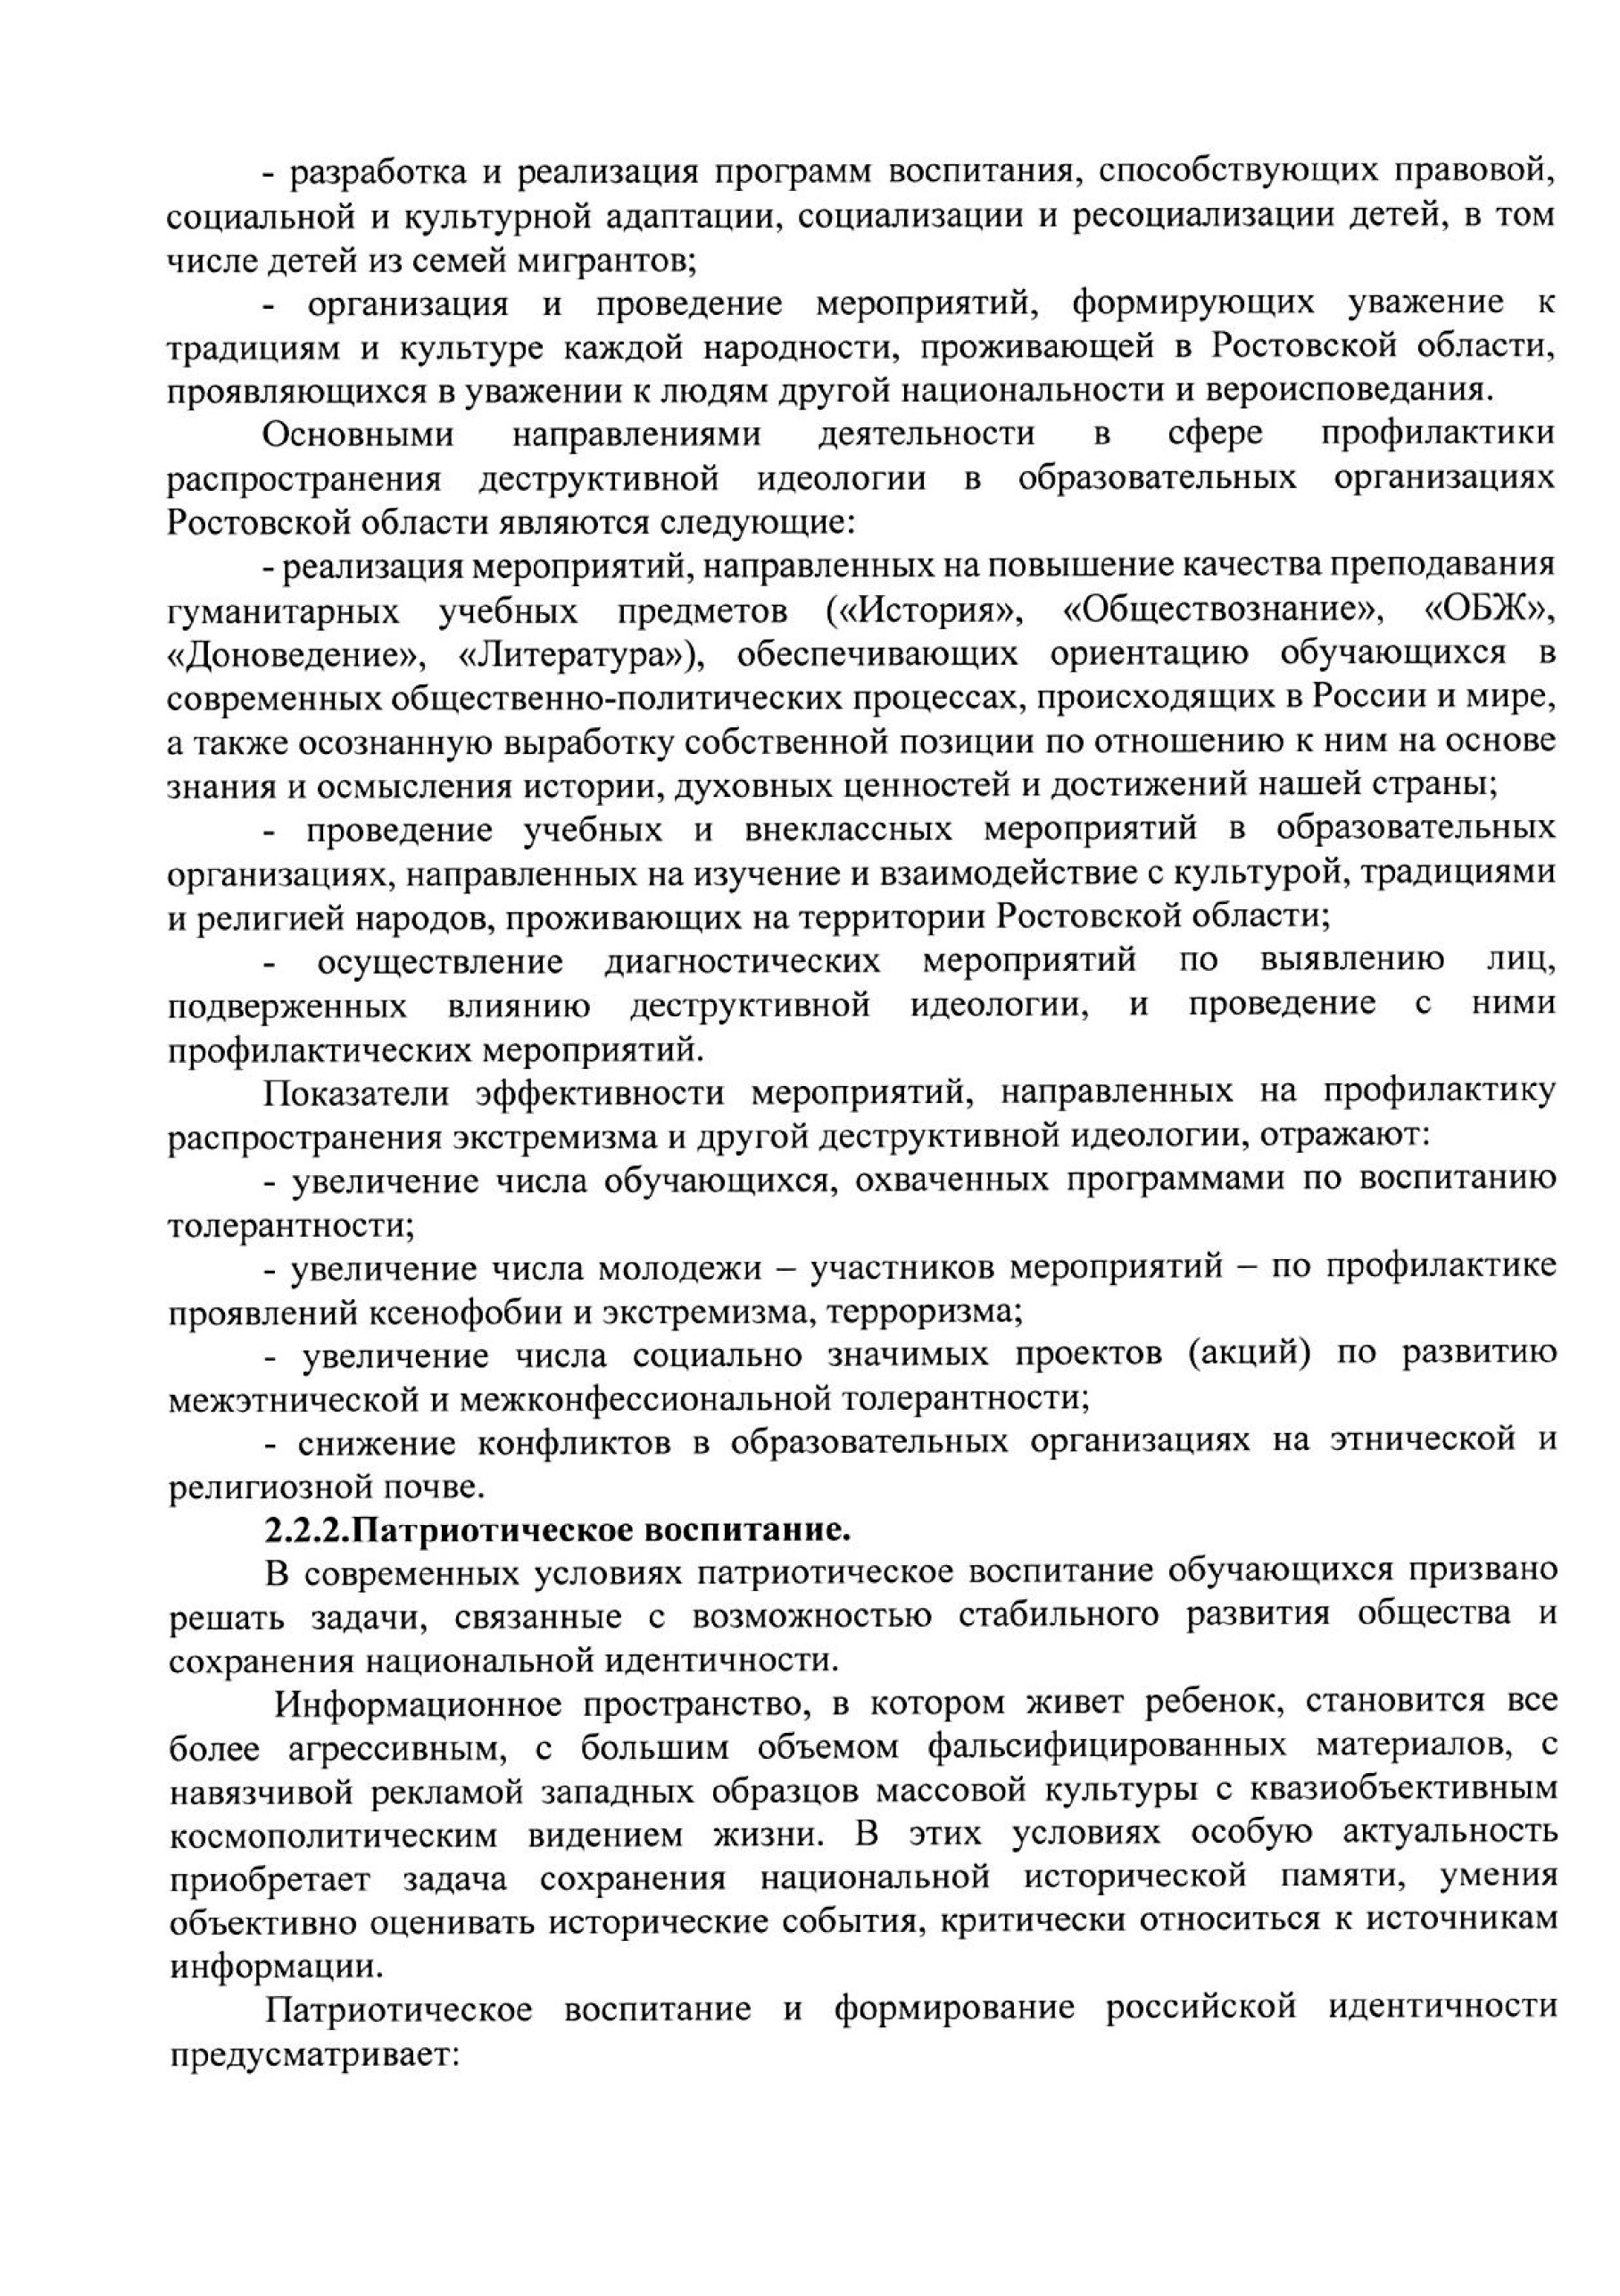 - разработка и реализация программ воспитания, способствующих правовой,
социальной и культурной адаптации, социализации и ресоциализации детей, в том
числе детей из семей мигрантов;
- организация и проведение мероприятий, формирующих уважение к
традициям и культуре каждой народности, проживающей в Ростовской области,
проявляющихся в уважении к людям другой национальности и вероисповедания.
Основными направлениями деятельности в сфере профилактики
распространения деструктивной идеологии в образовательных организациях
Ростовской области являются следующие:
- реализация мероприятий, направленных на повышение качества преподавания
гуманитарных учебных предметов («История», «Обществознание», «ОБЖ»,
«Доноведение», «Литература»), обеспечивающих ориентацию обучающихся в
современных общественно-политических процессах, происходящих в России и мире,
а также осознанную выработку собственной позиции по отношению к ним на основе
знания и осмысления истории, духовных ценностей и достижений нашей страны;
- проведение учебных и внеклассных мероприятий в образовательных
организациях, направленных на изучение и взаимодействие с культурой, традициями
и религией народов, проживающих на территории Ростовской области;
- осуществление диагностических мероприятий по выявлению лиц,
подверженных влиянию деструктивной идеологии, и проведение с ними
профилактических мероприятий.
Показатели эффективности мероприятий, направленных на профилактику
распространения экстремизма и другой деструктивной идеологии, отражают:
- увеличение числа обучающихся, охваченных программами по воспитанию
толерантности;
- увеличение числа молодежи – участников мероприятий – по профилактике
проявлений ксенофобии и экстремизма, терроризма;
- увеличение числа социально значимых проектов (акций) по развитию
межэтнической и межконфессиональной толерантности;
- снижение конфликтов в образовательных организациях на этнической и
религиозной почве.
2.2.2.Патриотическое воспитание.
В современных условиях патриотическое воспитание обучающихся призвано
решать задачи, связанные с возможностью стабильного развития общества и
сохранения национальной идентичности.
Информационное пространство, в котором живет ребенок, становится все
более агрессивным, с большим объемом фальсифицированных материалов, с
навязчивой рекламой западных образцов массовой культуры с квазиобъективным
космополитическим видением жизни. В этих условиях особую актуальность
приобретает задача сохранения национальной исторической памяти, умения
объективно оценивать исторические события, критически относиться к источникам
информации.
Патриотическое воспитание и формирование российской идентичности
предусматривает: